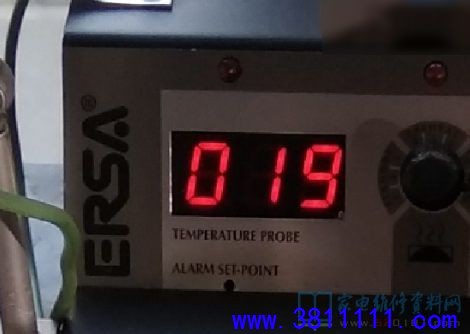 ERSA®
019
TEMPERATURE PROBE
ALARM SET-POINT
家电维修资料网
www.3811111.com